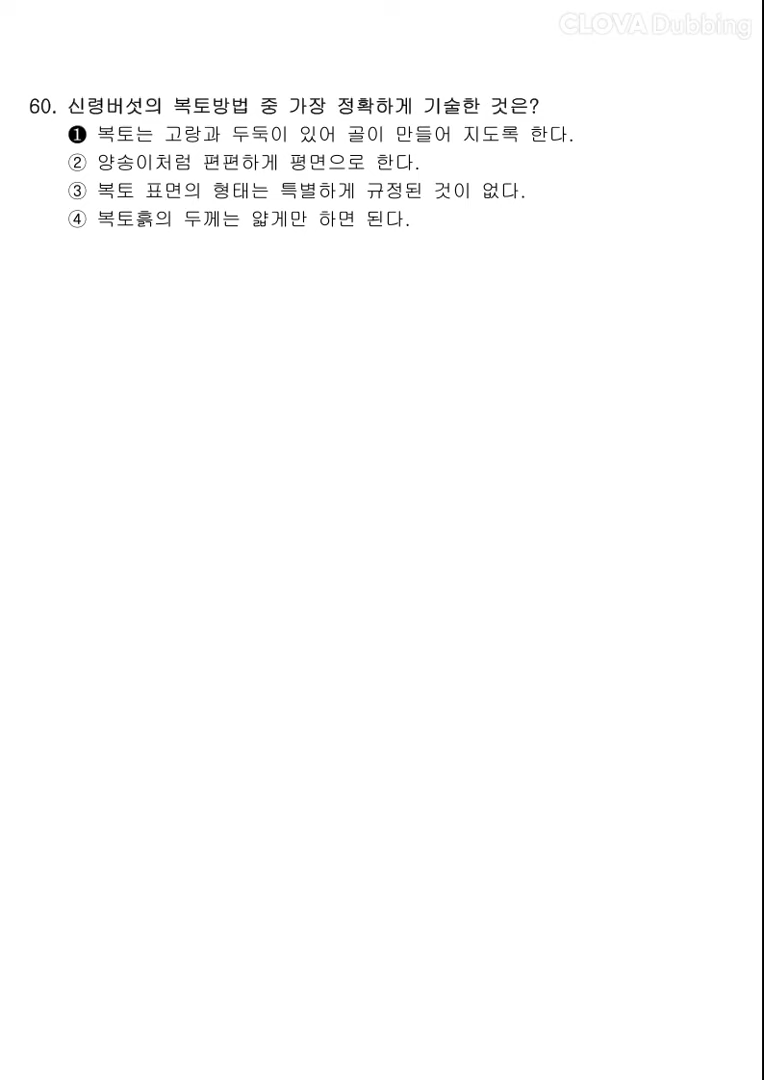 CLOVA Dubbing
60. 신령버섯의 복토방법 중 가장 정확하게 기술한 것은?
❶ 복토는 고랑과 두둑이 있어 골이 만들어 지도록 한다.
② 양송이처럼 편편하게 평면으로 한다.
③ 복토 표면의 형태는 특별하게 규정된 것이 없다.
④ 복토흙의 두께는 얇게만 하면 된다.